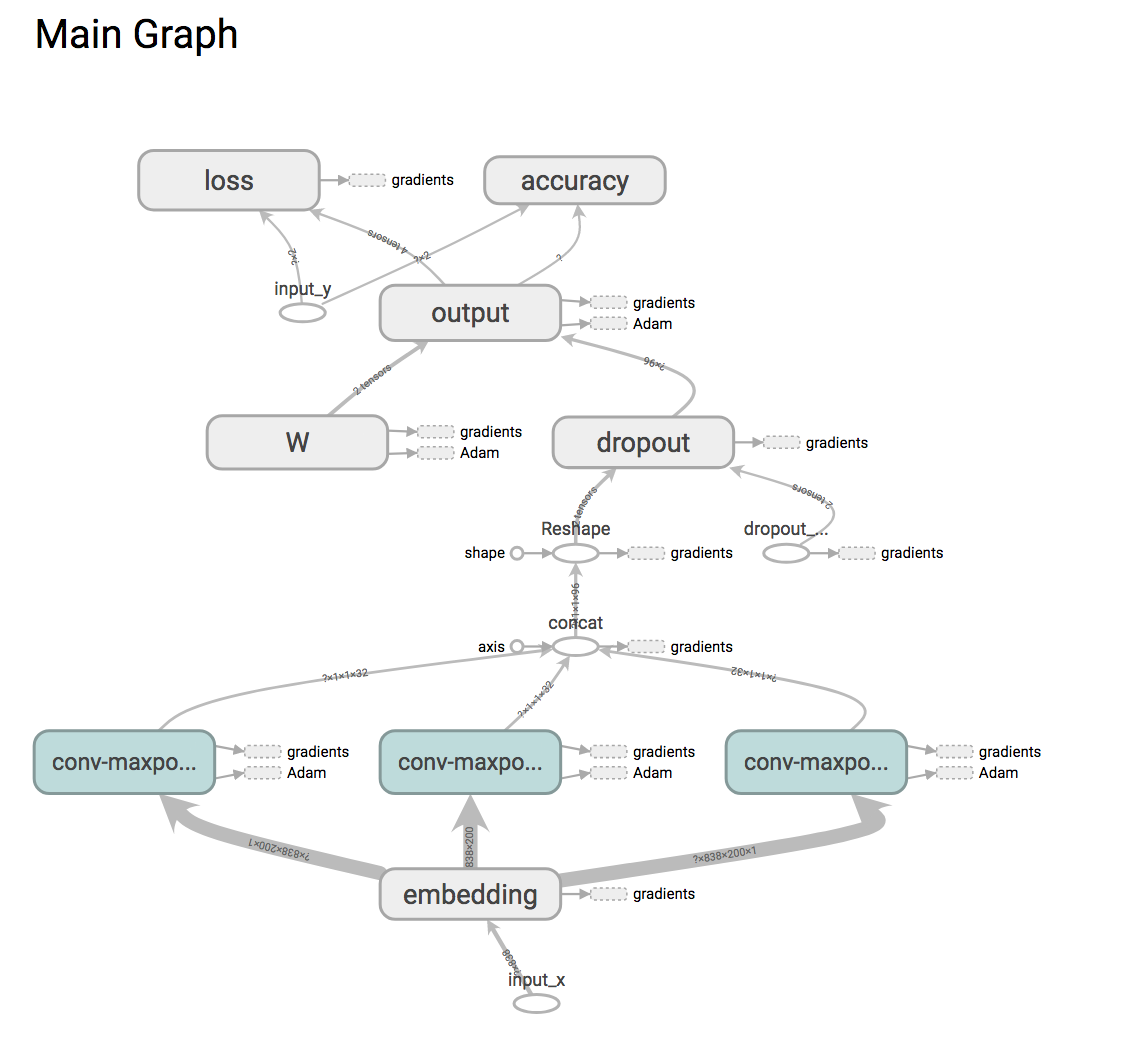 Main Graph
loss
gradients
accuracy
?×2
4 tensors
?×2
?
input_y
output
gradients
Adam
2 tensors
?×96
W
gradients
Adam
dropout
gradients
2 tensors
2 tensors
Reshape
dropout_...
shape
gradients
gradients
?×1×1×96
concat
axis
gradients
?×1×1×32
?×1×1×32
?×1×1×32
conv-maxpo...
gradients
Adam
conv-maxpo...
gradients
Adam
conv-maxpo...
gradients
Adam
?×838×200×1
838×200
?×838×200×1
embedding
gradients
?×838
input_x